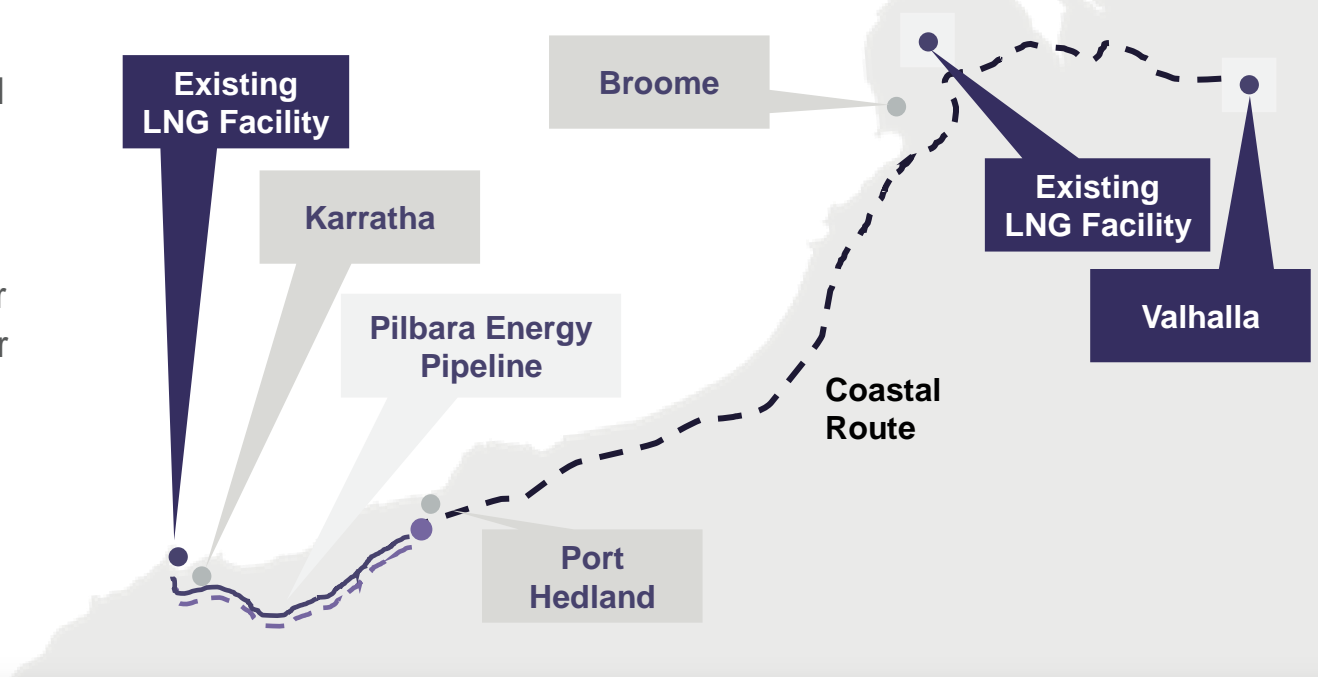 Existing
LNG Facility
Broome
Karratha
Existing
LNG Facility
Pilbara Energy
Pipeline
Valhalla
Coastal
Route
Port
Hedland